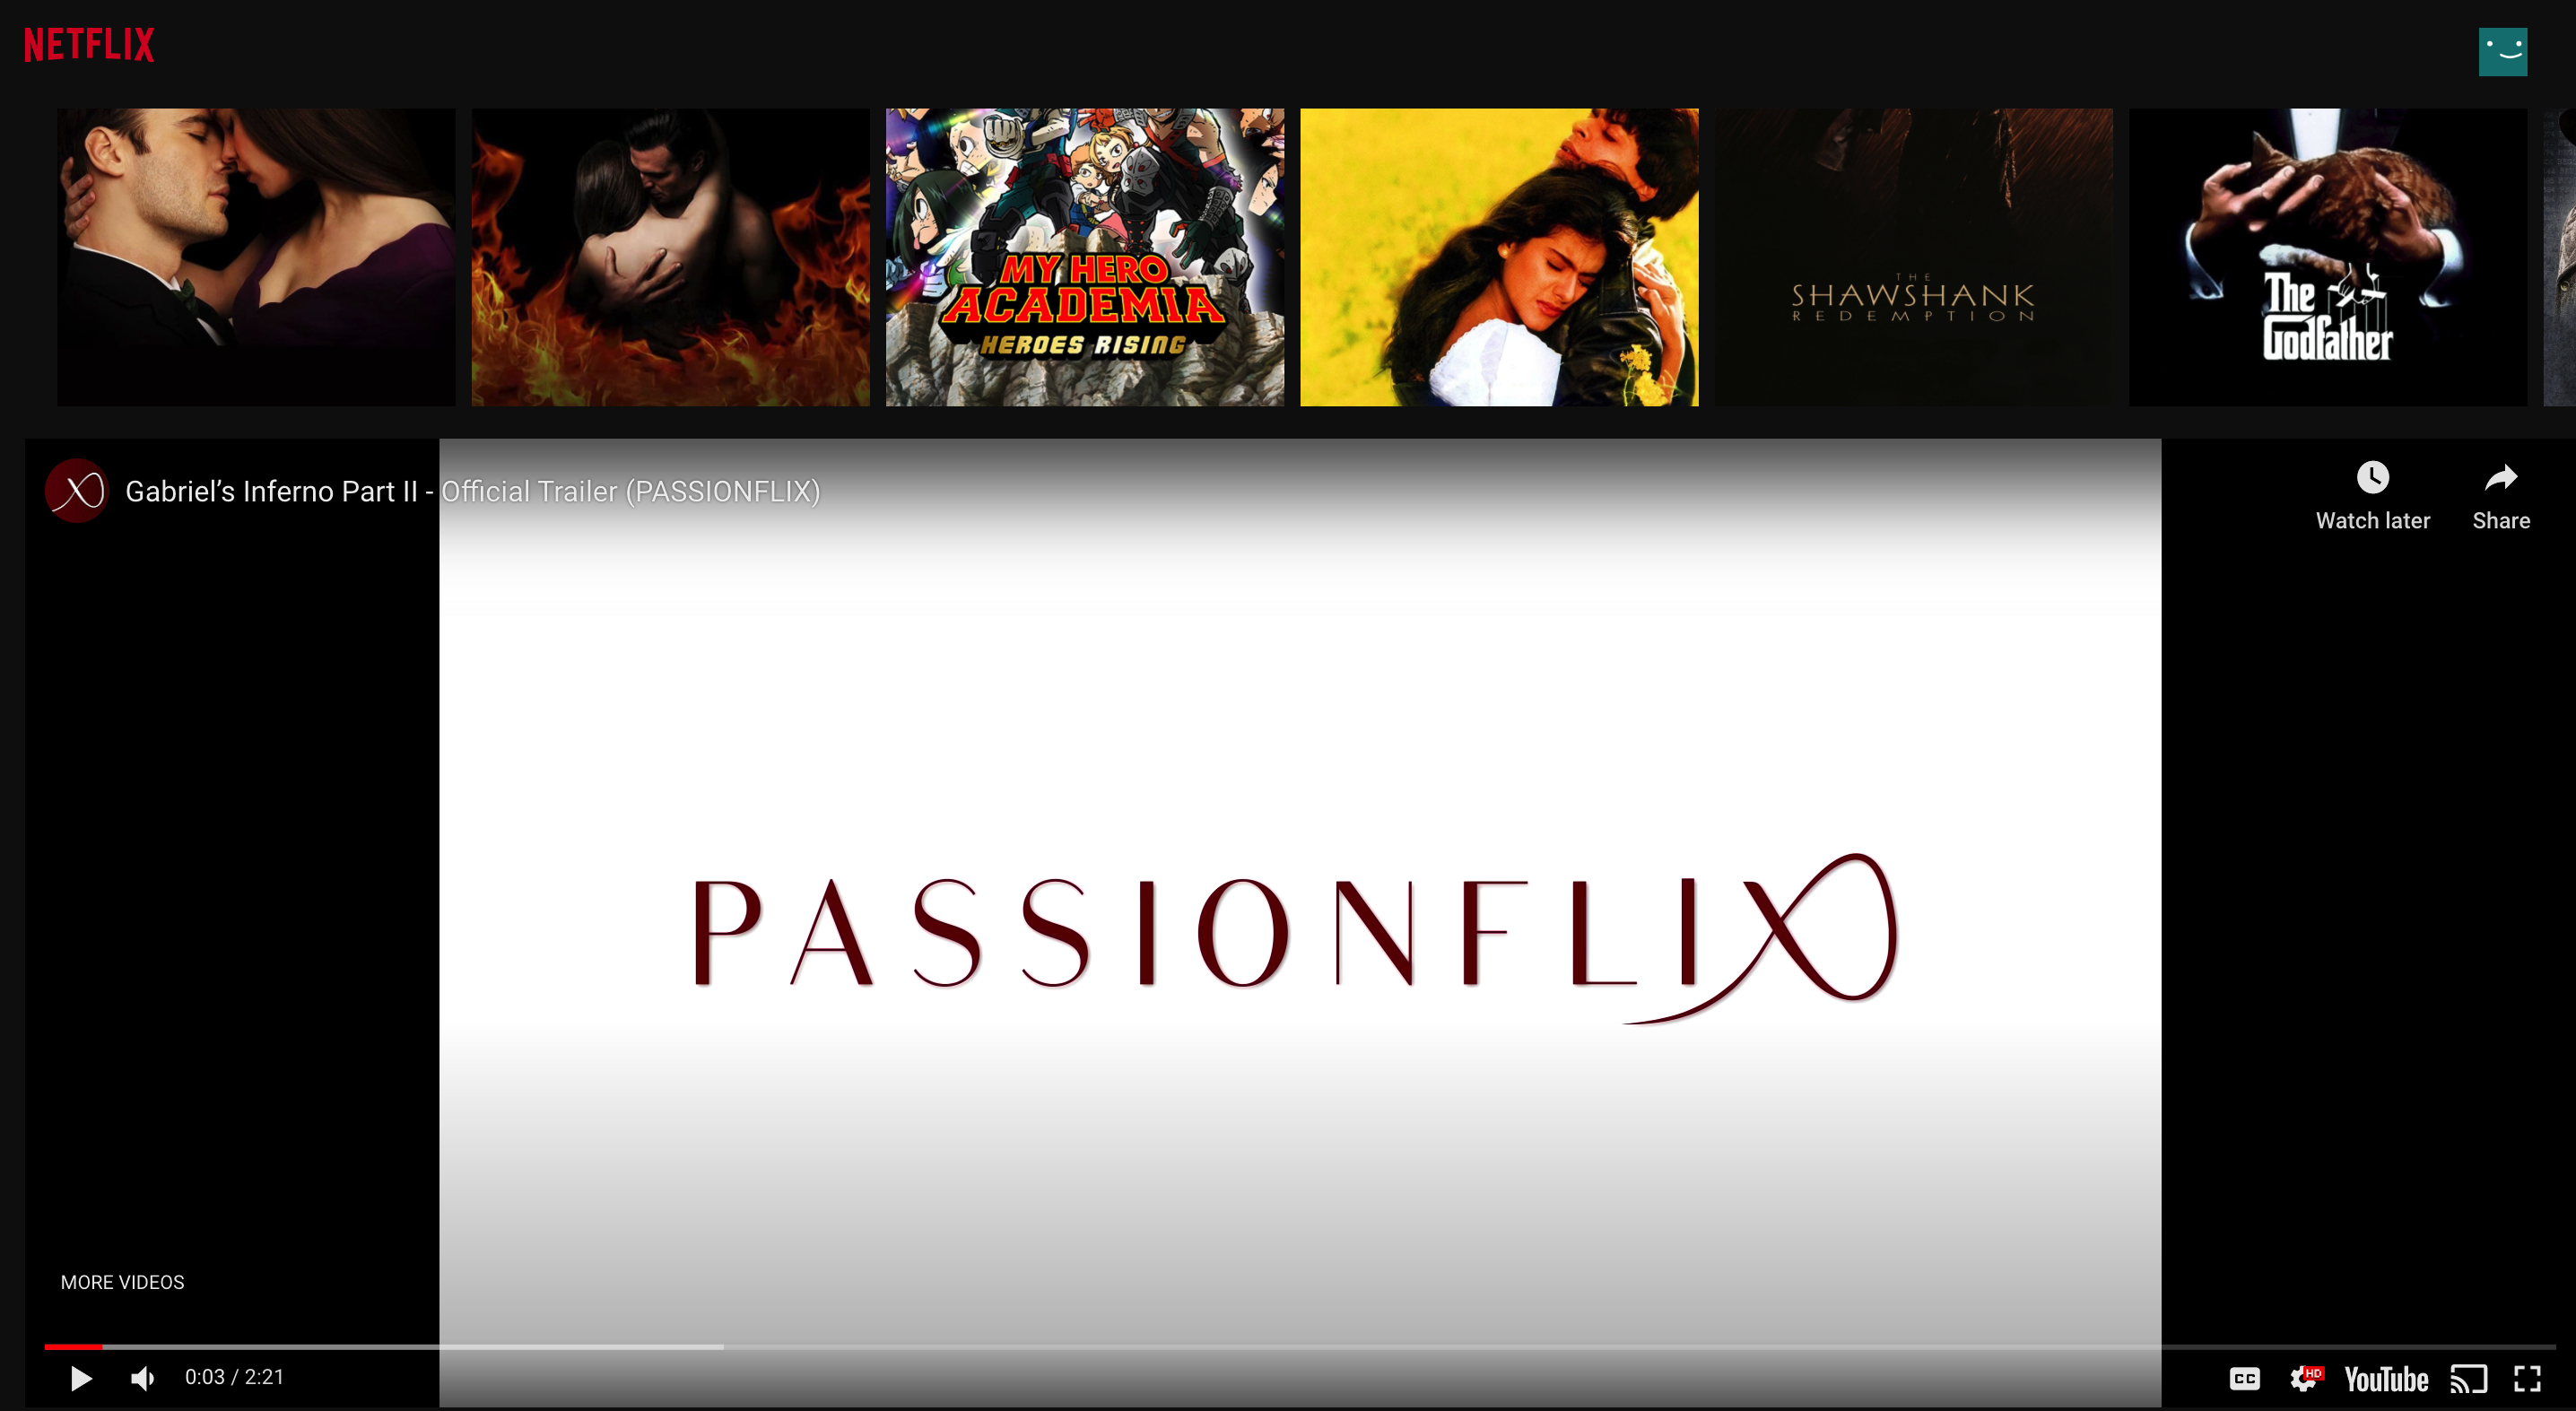 NETFLIX
MY HERO
ACADEMIA
HEROES RISING
THE
SHAWSHANK
REDEMPTION
The
Godfather
Gabriel’s Inferno Part II - Official Trailer (PASSIONFLIX)
Watch later
Share
PASSIONFLIX
MORE VIDEOS
0:03 / 2:21
CC
HD
YouTube